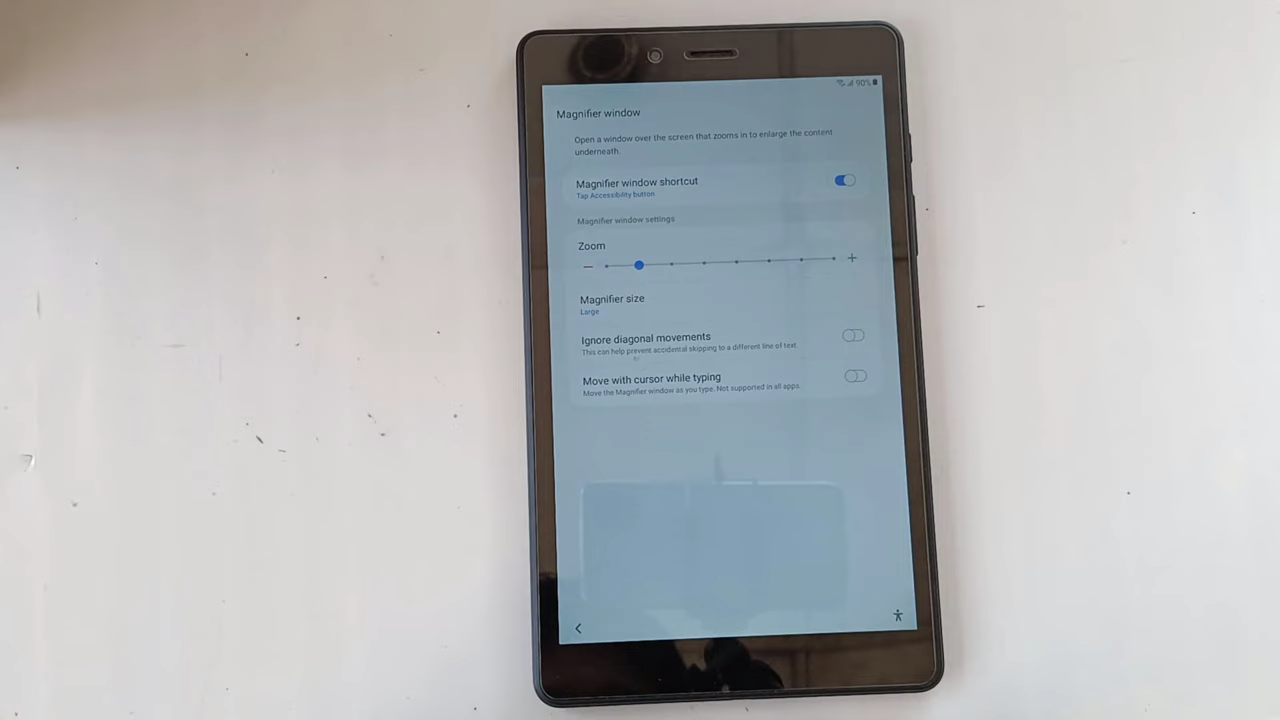 90%
Magnifier window
Open a window over the screen that zooms in to enlarge the content
underneath.
Magnifier window shortcut
Tap Accessibility button
Magnifier window settings
Zoom
Magnifier size
Large
Ignore diagonal movements
This can help prevent accidental skipping to a different line of text.
Move with cursor while typing
Move the Magnifier window as you type. Not supported in all apps.